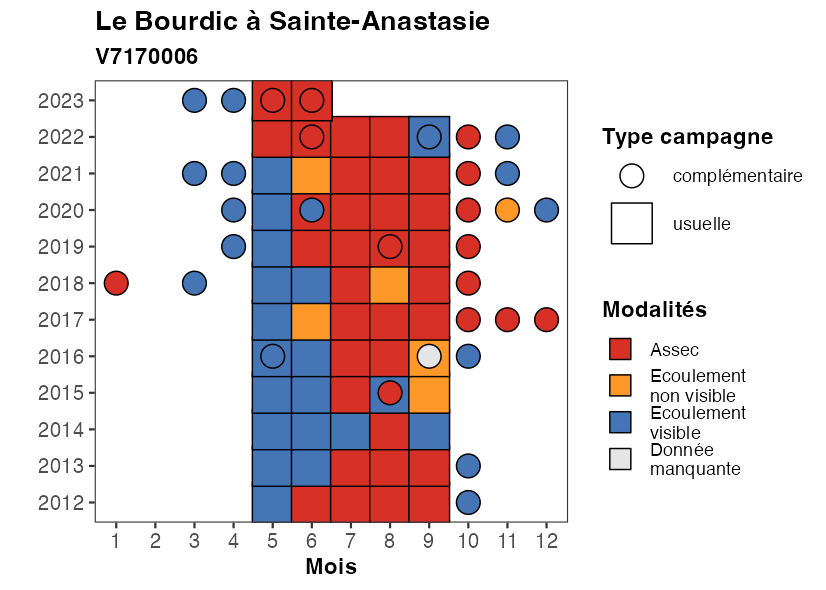 Le Bourdic à Sainte-Anastasie
V7170006
2023
2022
2021
2020
2019
2018
2017
2016
2015
2014
2013
2012
1 2 3 4 5 6 7 8 9 10 11 12
Mois
Type campagne
complémentaire
usuelle
Modalités
Assec
Ecoulement
non visible
Ecoulement
visible
Donnée
manquante